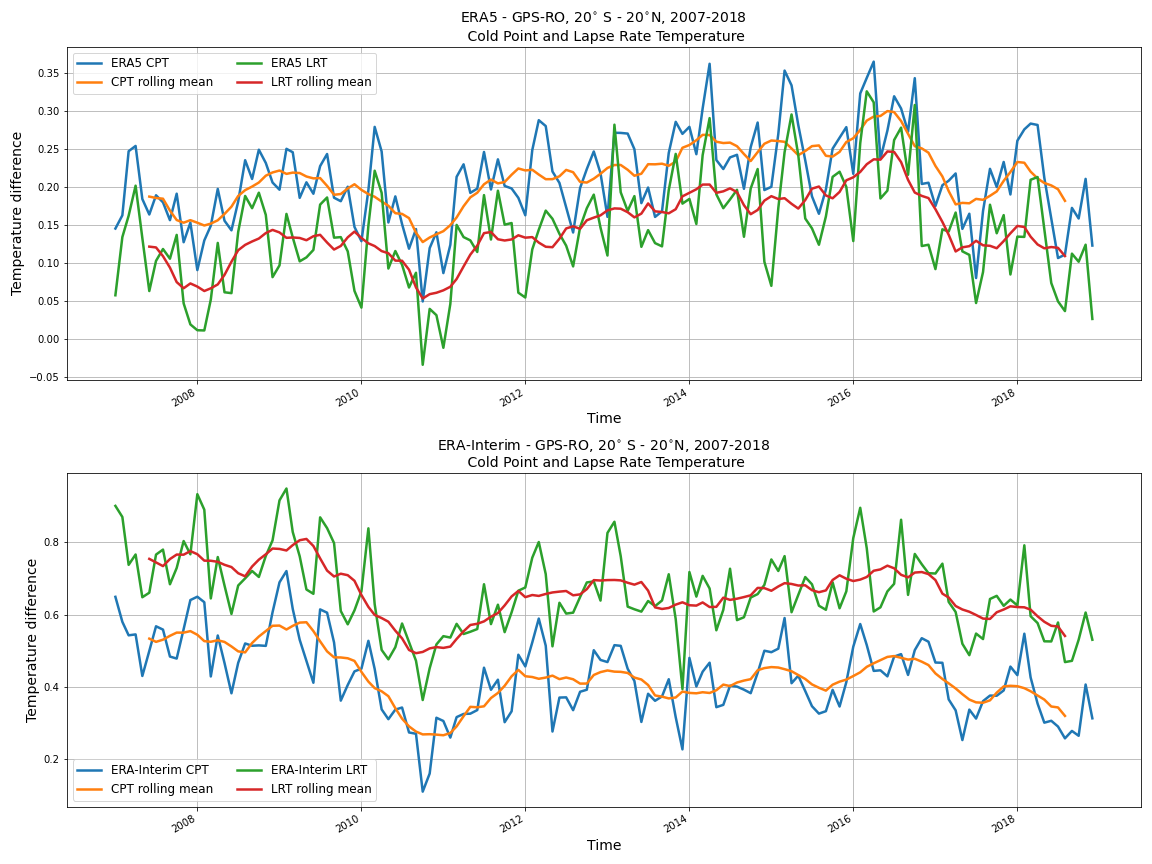 ERA5 - GPS-RO, 20° S - 20°N, 2007-2018
Cold Point and Lapse Rate Temperature
ERA5 CPT
CPT rolling mean
ERA5 LRT
LRT rolling mean
Temperature difference
0.35
0.30
0.25
0.20
0.15
0.10
0.05
0.00
−0.05
2008
2010
2012
2014
2016
2018
Time
ERA-Interim - GPS-RO, 20° S - 20°N, 2007-2018
Cold Point and Lapse Rate Temperature
Temperature difference
0.8
0.6
0.4
0.2
ERA-Interim CPT
CPT rolling mean
ERA-Interim LRT
LRT rolling mean
2008
2010
2012
2014
2016
2018
Time